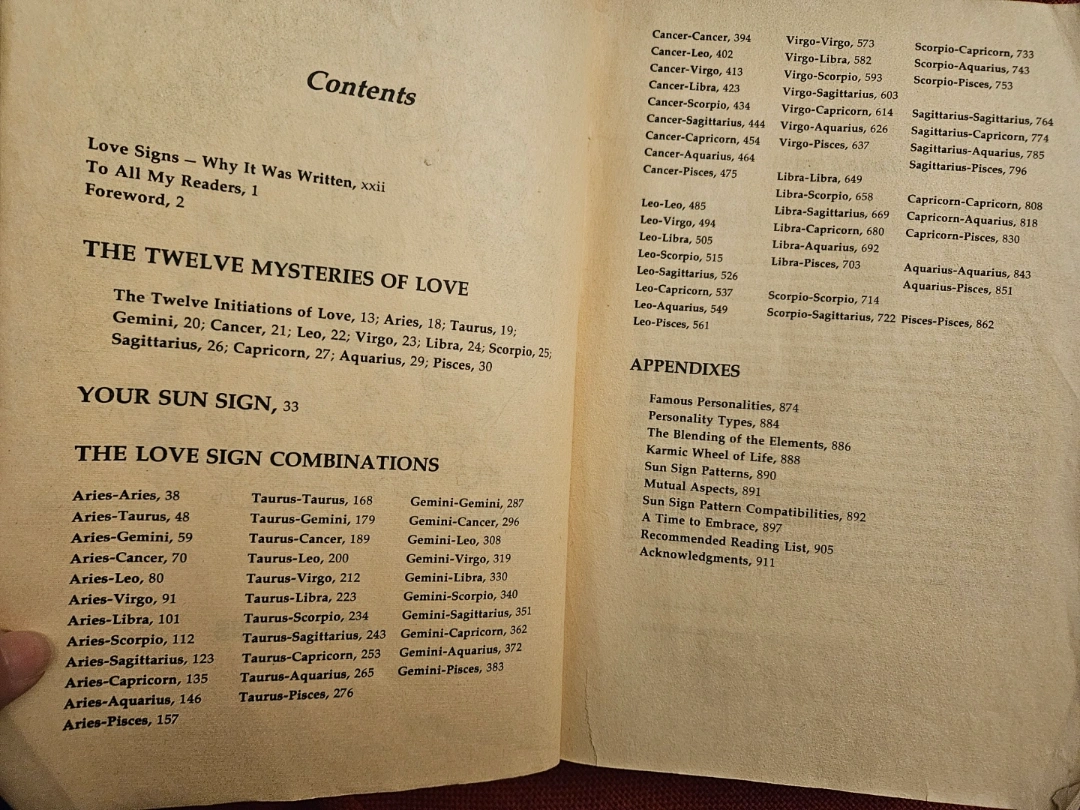 Contents
Love Signs — Why It Was Written, xxii
To All My Readers, 1
Foreword, 2
THE TWELVE MYSTERIES OF LOVE
The Twelve Initiations of Love, 13; Aries, 18; Taurus, 19;
Gemini, 20; Cancer, 21; Leo, 22; Virgo, 23; Libra, 24; Scorpio, 25;
Sagittarius, 26; Capricorn, 27; Aquarius, 29; Pisces, 30
YOUR SUN SIGN, 33
THE LOVE SIGN COMBINATIONS
Aries-Aries, 38
Aries-Taurus, 48
Aries-Gemini, 59
Aries-Cancer, 70
Aries-Leo, 80
Aries-Virgo, 91
Aries-Libra, 101
Aries-Scorpio, 112
Aries-Sagittarius, 123
Aries-Capricorn, 135
Aries-Aquarius, 146
Aries-Pisces, 157
Taurus-Taurus, 168
Taurus-Gemini, 179
Taurus-Cancer, 189
Taurus-Leo, 200
Taurus-Virgo, 212
Taurus-Libra, 223
Taurus-Scorpio, 234
Taurus-Sagittarius, 243
Taurus-Capricorn, 253
Taurus-Aquarius, 265
Taurus-Pisces, 276
Gemini-Gemini, 287
Gemini-Cancer, 296
Gemini-Leo, 308
Gemini-Virgo, 319
Gemini-Libra, 330
Gemini-Scorpio, 340
Gemini-Sagittarius, 351
Gemini-Capricorn, 362
Gemini-Aquarius, 372
Gemini-Pisces, 383
Cancer-Cancer, 394
Cancer-Leo, 402
Cancer-Virgo, 413
Cancer-Libra, 423
Cancer-Scorpio, 434
Cancer-Sagittarius, 444
Cancer-Capricorn, 454
Cancer-Aquarius, 464
Cancer-Pisces, 475
Leo-Leo, 485
Leo-Virgo, 494
Leo-Libra, 505
Leo-Scorpio, 515
Leo-Sagittarius, 526
Leo-Capricorn, 537
Leo-Aquarius, 549
Leo-Pisces, 561
Virgo-Virgo, 573
Virgo-Libra, 582
Virgo-Scorpio, 593
Virgo-Sagittarius, 603
Virgo-Capricorn, 614
Virgo-Aquarius, 626
Virgo-Pisces, 637
Libra-Libra, 649
Libra-Scorpio, 658
Libra-Sagittarius, 669
Libra-Capricorn, 680
Libra-Aquarius, 692
Libra-Pisces, 703
Scorpio-Scorpio, 714
Scorpio-Sagittarius, 722
Scorpio-Capricorn, 733
Scorpio-Aquarius, 743
Scorpio-Pisces, 753
Sagittarius-Sagittarius, 764
Sagittarius-Capricorn, 774
Sagittarius-Aquarius, 785
Sagittarius-Pisces, 796
Capricorn-Capricorn, 808
Capricorn-Aquarius, 818
Capricorn-Pisces, 830
Aquarius-Aquarius, 843
Aquarius-Pisces, 851
Pisces-Pisces, 862
APPENDIXES
Famous Personalities, 874
Personality Types, 884
The Blending of the Elements, 886
Karmic Wheel of Life, 888
Sun Sign Patterns, 890
Mutual Aspects, 891
Sun Sign Pattern Compatibilities, 892
A Time to Embrace, 897
Recommended Reading List, 905
Acknowledgments, 911